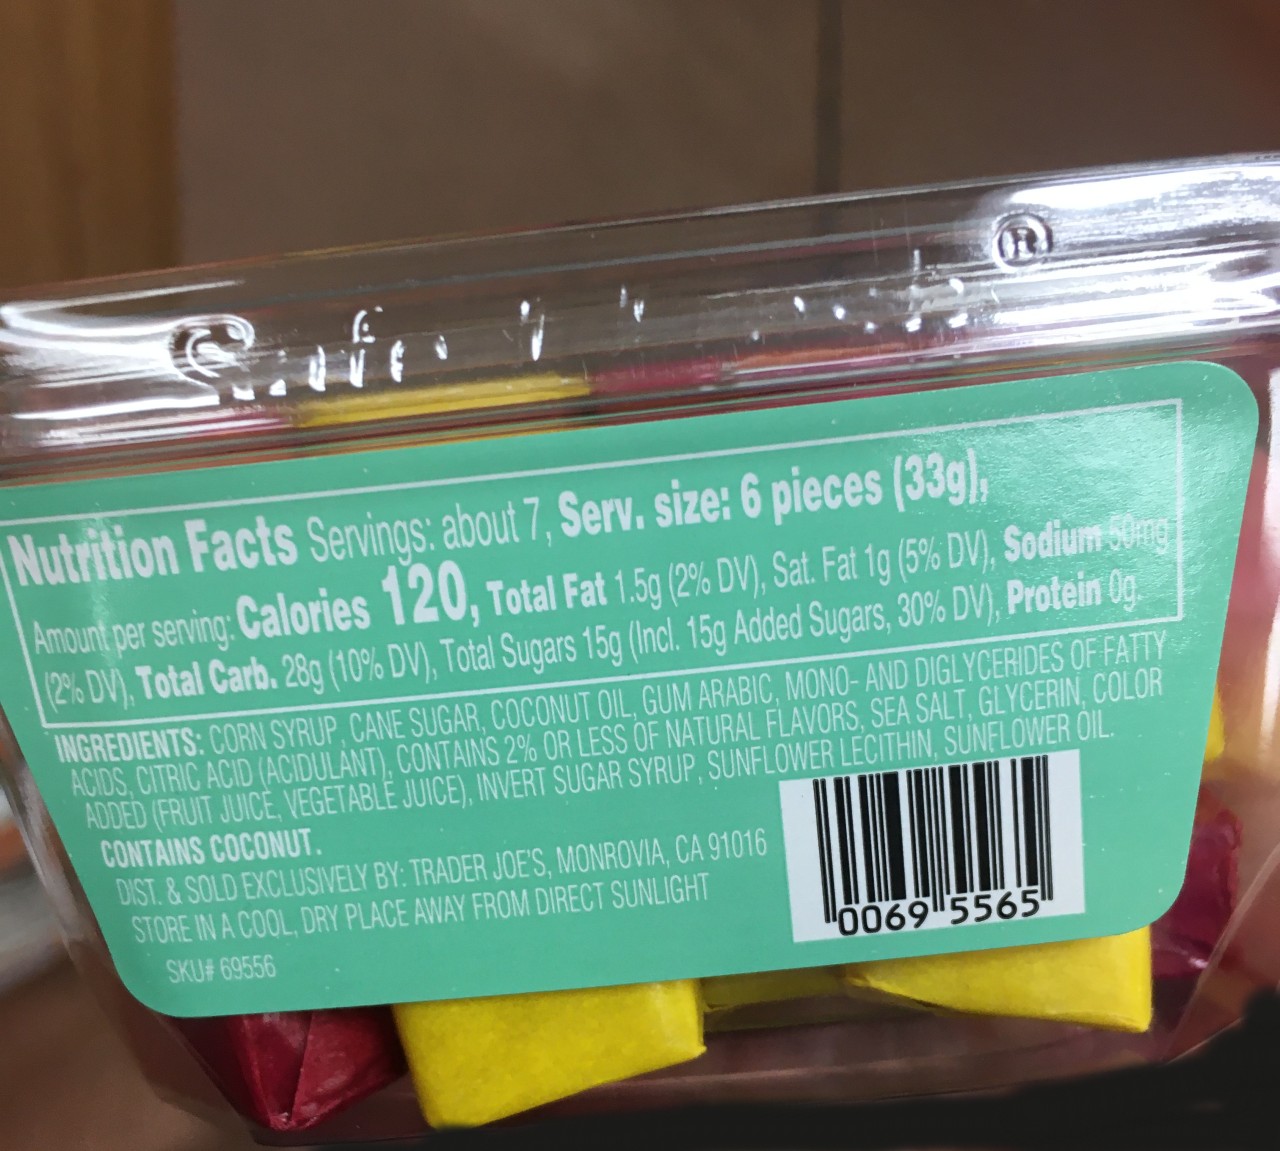 ®
Nutrition Facts Servings: about 7, Serv. size: 6 pieces (33g),
Amount per serving: Calories 120, Total Fat 1.5g (2% DV), Sat. Fat 1g (5% DV), Sodium 50mg
(2% DV), Total Carb. 28g (10% DV), Total Sugars 15g (Incl. 15g Added Sugars, 30% DV), Protein 0g.
INGREDIENTS: CORN SYRUP, CANE SUGAR, COCONUT OIL, GUM ARABIC, MONO- AND DIGLYCERIDES OF FATTY
ACIDS, CITRIC ACID (ACIDULANT), CONTAINS 2% OR LESS OF NATURAL FLAVORS, SEA SALT, GLYCERIN, COLOR
ADDED (FRUIT JUICE, VEGETABLE JUICE), INVERT SUGAR SYRUP, SUNFLOWER LECITHIN, SUNFLOWER OIL.
CONTAINS COCONUT.
DIST. & SOLD EXCLUSIVELY BY: TRADER JOE'S, MONROVIA, CA 91016
STORE IN A COOL, DRY PLACE AWAY FROM DIRECT SUNLIGHT
SKU# 69556
0069 5565